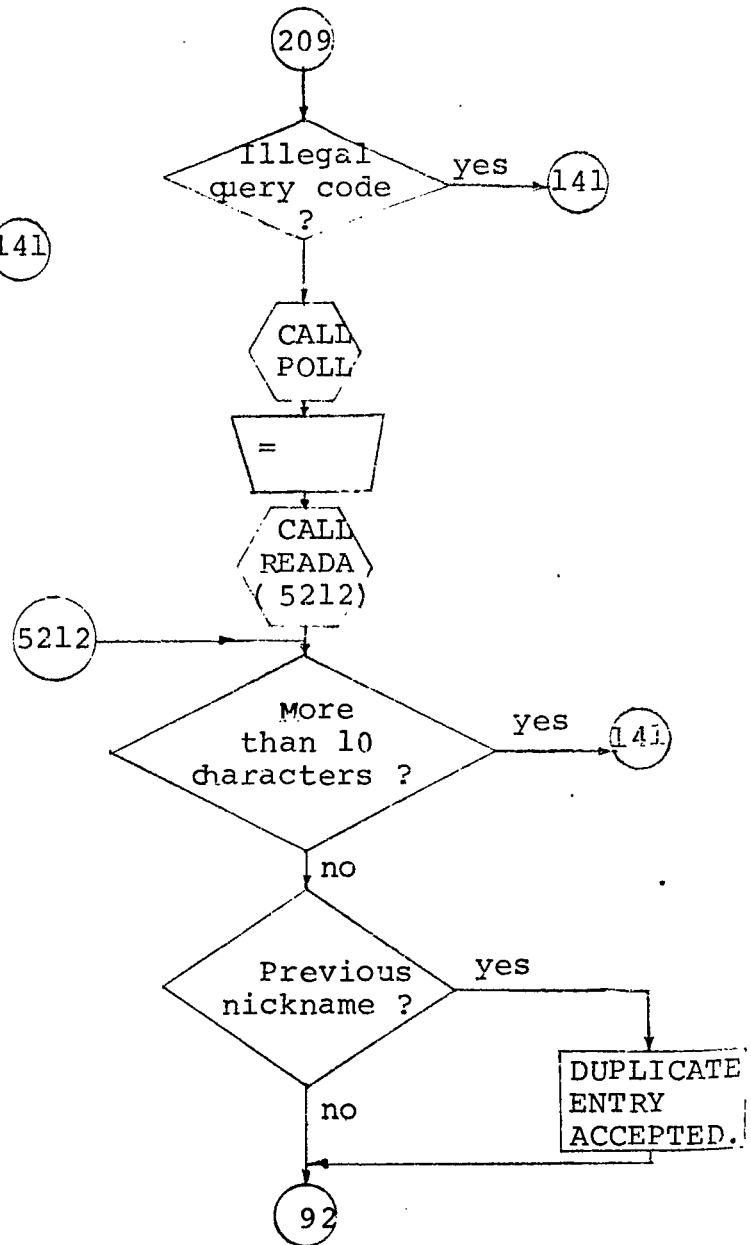 209
Illegal
query code
?
yes
141
141
CALL
POLL
=
CALL
READA
( 5212)
5212
More
than 10
characters ?
yes
141
no
Previous
nickname ?
yes
DUPLICATE
ENTRY
ACCEPTED.
no
92